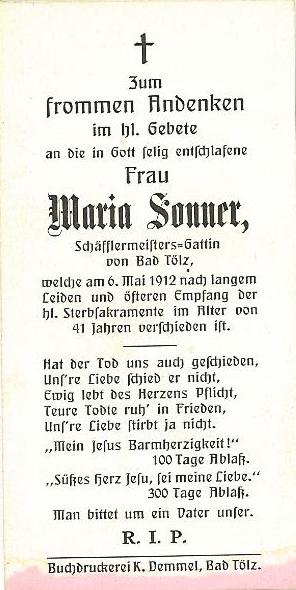 Zum
frommen Andenken
im hl. Gebete
an die in Gott selig entschlafene
Frau
Maria Sonner,
Schäfflermeisters=Gattin
von Bad Tölz,
welche am 6. Mai 1912 nach langem
Leiden und öfteren Empfang der
hl. Sterbsakramente im Alter von
41 Jahren verschieden ist.
Hat der Tod uns auch geschieden,
Uns're Liebe schied er nicht,
Ewig lebt des Herzens Pflicht,
Teure Todte ruh' in Frieden,
Uns're Liebe stirbt ja nicht.
„Mein Jesus Barmherzigkeit!"
100 Tage Ablaß.
„Süßes Herz Jesu, sei meine Liebe."
300 Tage Ablaß.
Man bittet um ein Vater unser.
R. I. P.
Buchdruckerei K. Demmel, Bad Tölz.